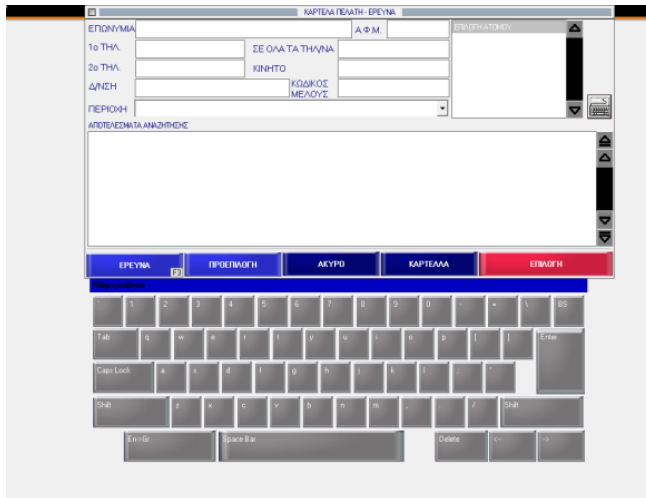 ΚΑΡΤΕΛΑ ΠΕΛΑΤΗ - ΕΡΕΥΝΑ
ΕΠΩΝΥΜΙΑ Α.Φ.Μ. ΕΠΙΛΟΓΗ ΑΤΟΜΟΥ
1ο ΤΗΛ. ΣΕ ΟΛΑ ΤΑ ΤΗΛ/ΝΑ
2ο ΤΗΛ. ΚΙΝΗΤΟ
Δ/ΝΣΗ ΚΩΔΙΚΟΣ ΜΕΛΟΥΣ
ΠΕΡΙΟΧΗ
ΑΠΟΤΕΛΕΣΜΑΤΑ ΑΝΑΖΗΤΗΣΗΣ
ΕΡΕΥΝΑ F3 ΠΡΟΕΠΙΛΟΓΗ ΑΚΥΡΟ ΚΑΡΤΕΛΛΑ ΕΠΙΛΟΓΗ
1 2 3 4 5 6 7 8 9 0 - = \ BS
Tab q w e r t y u i o p [ ] Enter
Caps Lock a s d f g h j k l ; '
Shift z x c v b n m , . / Shift
En->Gr Space Bar Delete <- ->